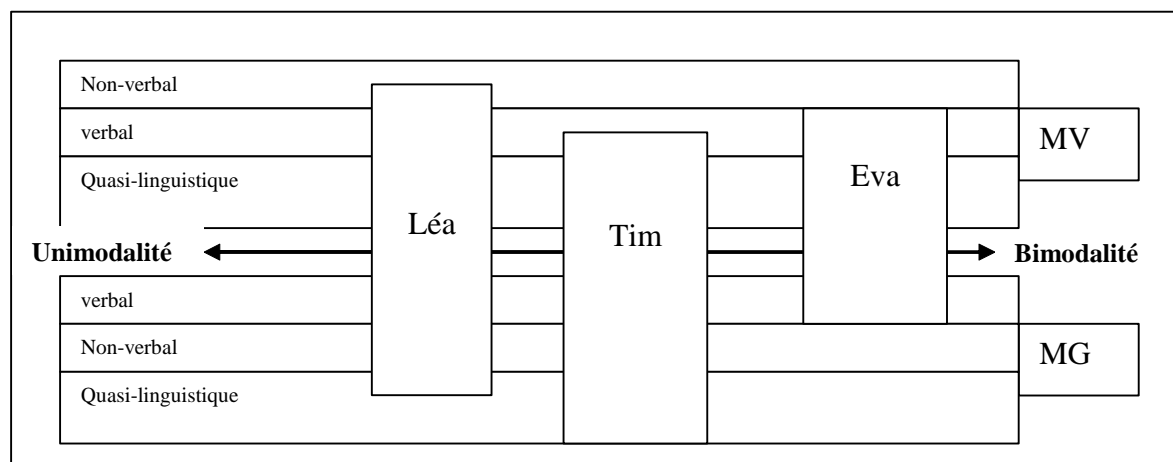 Non-verbal
verbal
MV
Quasi-linguistique
Eva
Léa
Tim
Unimodalité
Bimodalité
verbal
Non-verbal
MG
Quasi-linguistique